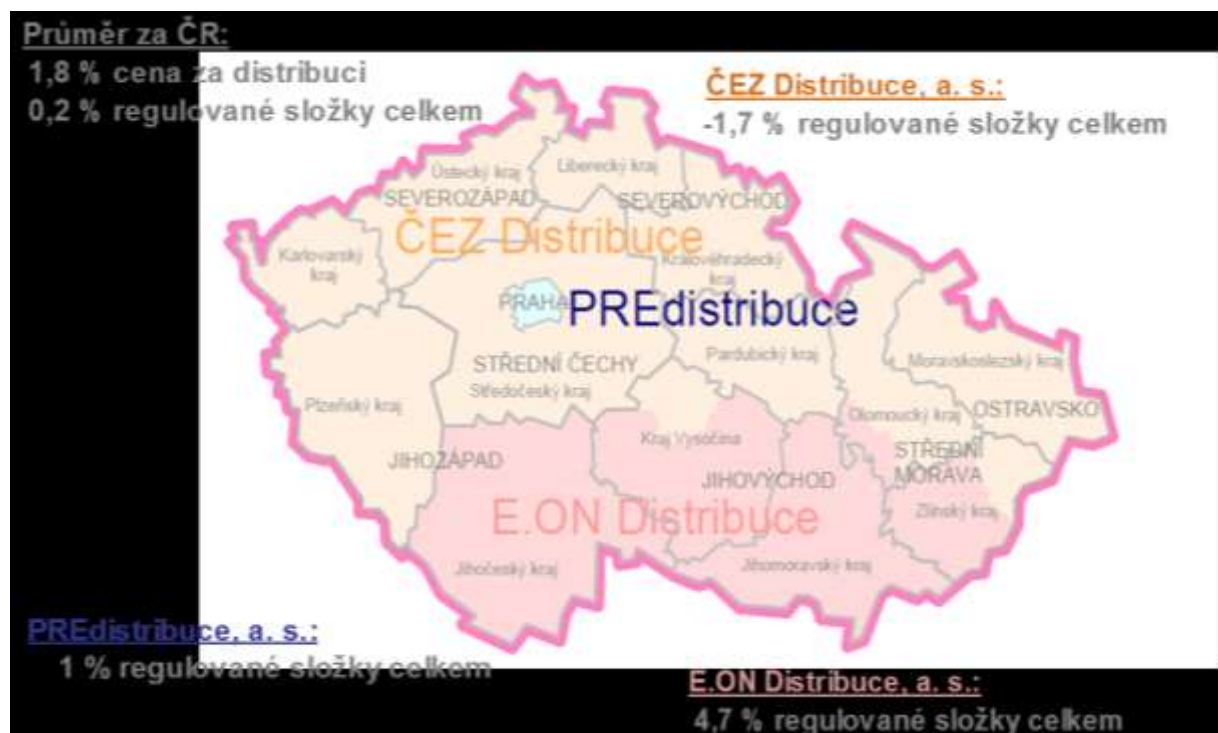 Průměr za ČR:
1,8 % cena za distribuci
0,2 % regulované složky celkem
ČEZ Distribuce, a. s.:
-1,7 % regulované složky celkem
Ústecký kraj
Liberecký kraj
SEVEROZÁPAD
SEVEROVÝCHOD
ČEZ Distribuce
Karlovarský
kraj
Královéhradecký
kraj
PRAHA
PREdistribuce
STŘEDNÍ ČECHY
Pardubický kraj
Moravskoslezský kraj
Středočeský kraj
Plzeňský kraj
Olomoucký kraj
OSTRAVSKO
Kraj Vysočina
STŘEDNÍ
MORAVA
JIHOZÁPAD
JIHOVÝCHOD
Zlínský kraj
E.ON Distribuce
Jihočeský kraj
Jihomoravský kraj
PREdistribuce, a. s.:
1 % regulované složky celkem
E.ON Distribuce, a. s.:
4,7 % regulované složky celkem